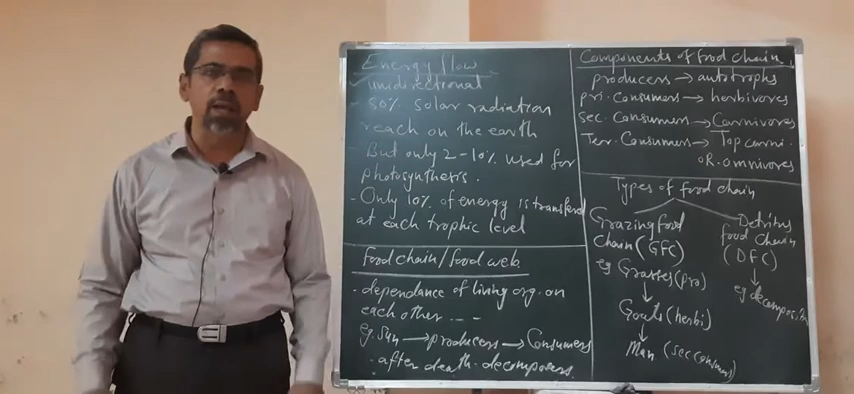 Energy flow
✓ unidirectional
- 50% solar radiation
reach on the earth
- But only 2-10% used for
photosynthesis.
- Only 10% of energy is transferd
at each trophic level
food chain/food web
- dependance of living org. on
each other - - -
eg. Sun → producers → Consumers
. after death - decomposers.
Components of food chain
producers → autotrophs
pri. Consumers → herbivores
sec. Consumers → Carnivores
Ter. Consumers → Top carni.
OR. omnivores
Types of food chain
Grazing food
Chain (GFC)
eg Grasses (pro)
↓
Goats (herbi)
↓
Man (sec consum)
Detritus
food Chain
(DFC)
↓
eg decompos